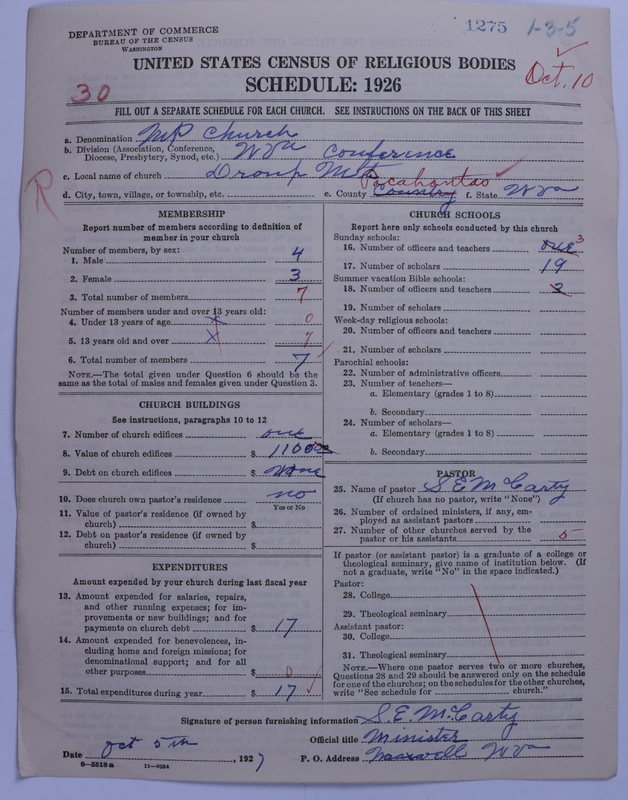 DEPARTMENT OF COMMERCE
BUREAU OF THE CENSUS
WASHINGTON
1275 1-3-5
UNITED STATES CENSUS OF RELIGIOUS BODIES
SCHEDULE: 1926
Oct. 10
30
FILL OUT A SEPARATE SCHEDULE FOR EACH CHURCH. SEE INSTRUCTIONS ON THE BACK OF THIS SHEET
a. Denomination MP Church
b. Division (Association, Conference, Diocese, Presbytery, Synod, etc.) W Va Conference
c. Local name of church Droup Mt
R
d. City, town, village, or township, etc. e. County Country Pocahontas f. State W Va
MEMBERSHIP
Report number of members according to definition of
member in your church
Number of members, by sex:
1. Male 4
2. Female 3
3. Total number of members 7
Number of members under and over 13 years old:
4. Under 13 years of age x 0
5. 13 years old and over x 7
6. Total number of members 7
NOTE.—The total given under Question 6 should be the
same as the total of males and females given under Question 3.
CHURCH BUILDINGS
See instructions, paragraphs 10 to 12
7. Number of church edifices one
8. Value of church edifices $ 1100
9. Debt on church edifices $ None
10. Does church own pastor's residence no
Yes or No
11. Value of pastor's residence (if owned by
church) $
12. Debt on pastor's residence (if owned by
church) $
EXPENDITURES
Amount expended by your church during last fiscal year
13. Amount expended for salaries, repairs,
and other running expenses; for im-
provements or new buildings; and for
payments on church debt $ 17
14. Amount expended for benevolences, in-
cluding home and foreign missions; for
denominational support; and for all
other purposes $ 0
15. Total expenditures during year $ 17
CHURCH SCHOOLS
Report here only schools conducted by this church
Sunday schools:
16. Number of officers and teachers one 3
17. Number of scholars 19
Summer vacation Bible schools:
18. Number of officers and teachers 3
19. Number of scholars
Week-day religious schools:
20. Number of officers and teachers
21. Number of scholars
Parochial schools:
22. Number of administrative officers
23. Number of teachers—
a. Elementary (grades 1 to 8)
b. Secondary
24. Number of scholars—
a. Elementary (grades 1 to 8)
b. Secondary
PASTOR
25. Name of pastor S E McCarty
(If church has no pastor, write "None")
26. Number of ordained ministers, if any, em-
ployed as assistant pastors
27. Number of other churches served by the
pastor or his assistants 5
If pastor (or assistant pastor) is a graduate of a college or
theological seminary, give name of institution below. (If
not a graduate, write "No" in the space indicated.)
Pastor:
28. College
29. Theological seminary
Assistant pastor:
30. College
31. Theological seminary
NOTE.—Where one pastor serves two or more churches,
Questions 28 and 29 should be answered only on the schedule
for one of the churches; on the schedules for the other churches,
write "See schedule for church."
Signature of person furnishing information S. E. McCarty
Official title Minister
Date Oct 5th, 1927 P. O. Address Maxwell W Va
8-5518a 11-9064